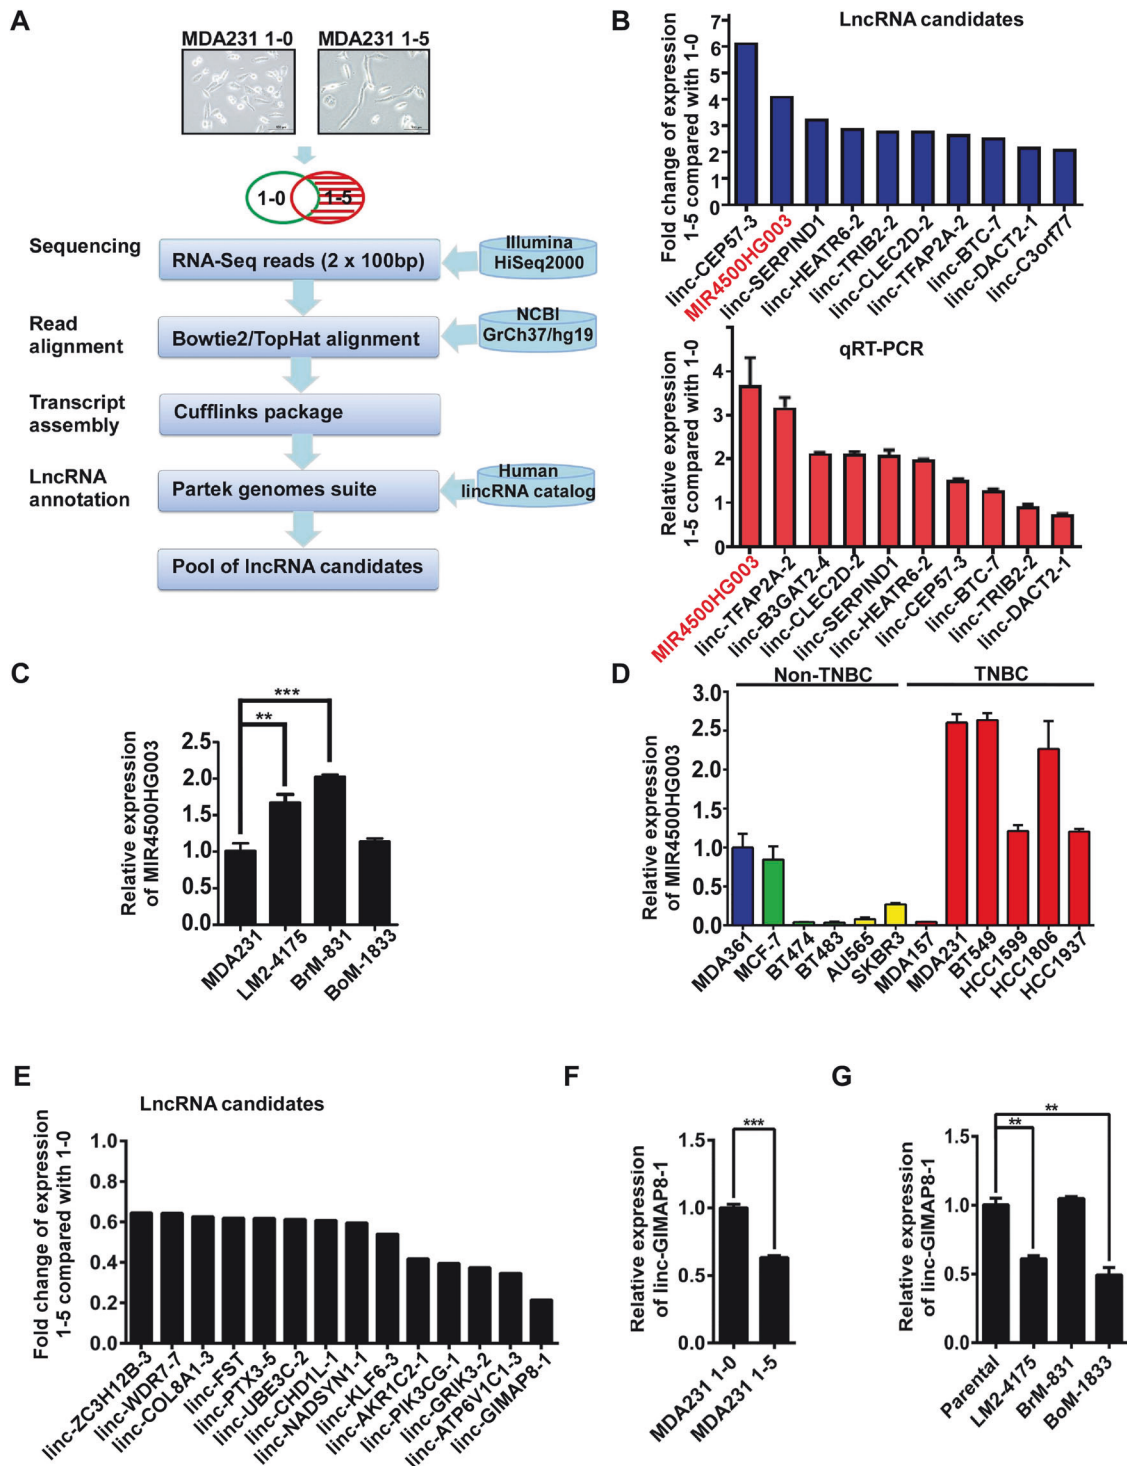 A
MDA231 1-0
MDA231 1-5
1-0
1-5
Sequencing
RNA-Seq reads (2 x 100bp)
Illumina
HiSeq2000
Read
alignment
Bowtie2/TopHat alignment
NCBI
GrCh37/hg19
Transcript
assembly
Cufflinks package
LncRNA
annotation
Partek genomes suite
Human
lincRNA catalog
Pool of lncRNA candidates
B
LncRNA candidates
Fold change of expression
1-5 compared with 1-0
7
6
5
4
3
2
1
0
linc-CEP57-3
MIR4500HG003
linc-SERPIND1
linc-HEATR6-2
linc-TRIB2-2
linc-CLEC2D-2
linc-TFAP2A-2
linc-BTC-7
linc-DACT2-1
linc-C3orf77
qRT-PCR
Relative expression
1-5 compared with 1-0
4
3
2
1
0
MIR4500HG003
linc-TFAP2A-2
linc-B3GAT2-4
linc-CLEC2D-2
linc-SERPIND1
linc-HEATR6-2
linc-CEP57-3
linc-BTC-7
linc-TRIB2-2
linc-DACT2-1
C
Relative expression
of MIR4500HG003
2.5
2.0
1.5
1.0
0.5
0.0
**
***
MDA231
LM2-4175
BrM-831
BoM-1833
D
Non-TNBC
TNBC
Relative expression
of MIR4500HG003
3.0
2.5
2.0
1.5
1.0
0.5
0.0
MDA361
MCF-7
BT474
BT483
AU565
SKBR3
MDA157
MDA231
BT549
HCC1599
HCC1806
HCC1937
E
LncRNA candidates
Fold change of expression
1-5 compared with 1-0
1.0
0.8
0.6
0.4
0.2
0.0
linc-ZC3H12B-3
linc-WDR7-7
linc-COL8A1-3
linc-FST
linc-PTX3-5
linc-UBE3C-2
linc-CHD1L-1
linc-NADSYN1-1
linc-KLF6-3
linc-AKR1C2-1
linc-PIK3CG-1
linc-GRIK3-2
linc-ATP6V1C1-3
linc-GIMAP8-1
F
Relative expression
of linc-GIMAP8-1
1.5
1.0
0.5
0.0
***
MDA231 1-0
MDA231 1-5
G
Relative expression
of linc-GIMAP8-1
1.5
1.0
0.5
0.0
**
**
Parental
LM2-4175
BrM-831
BoM-1833